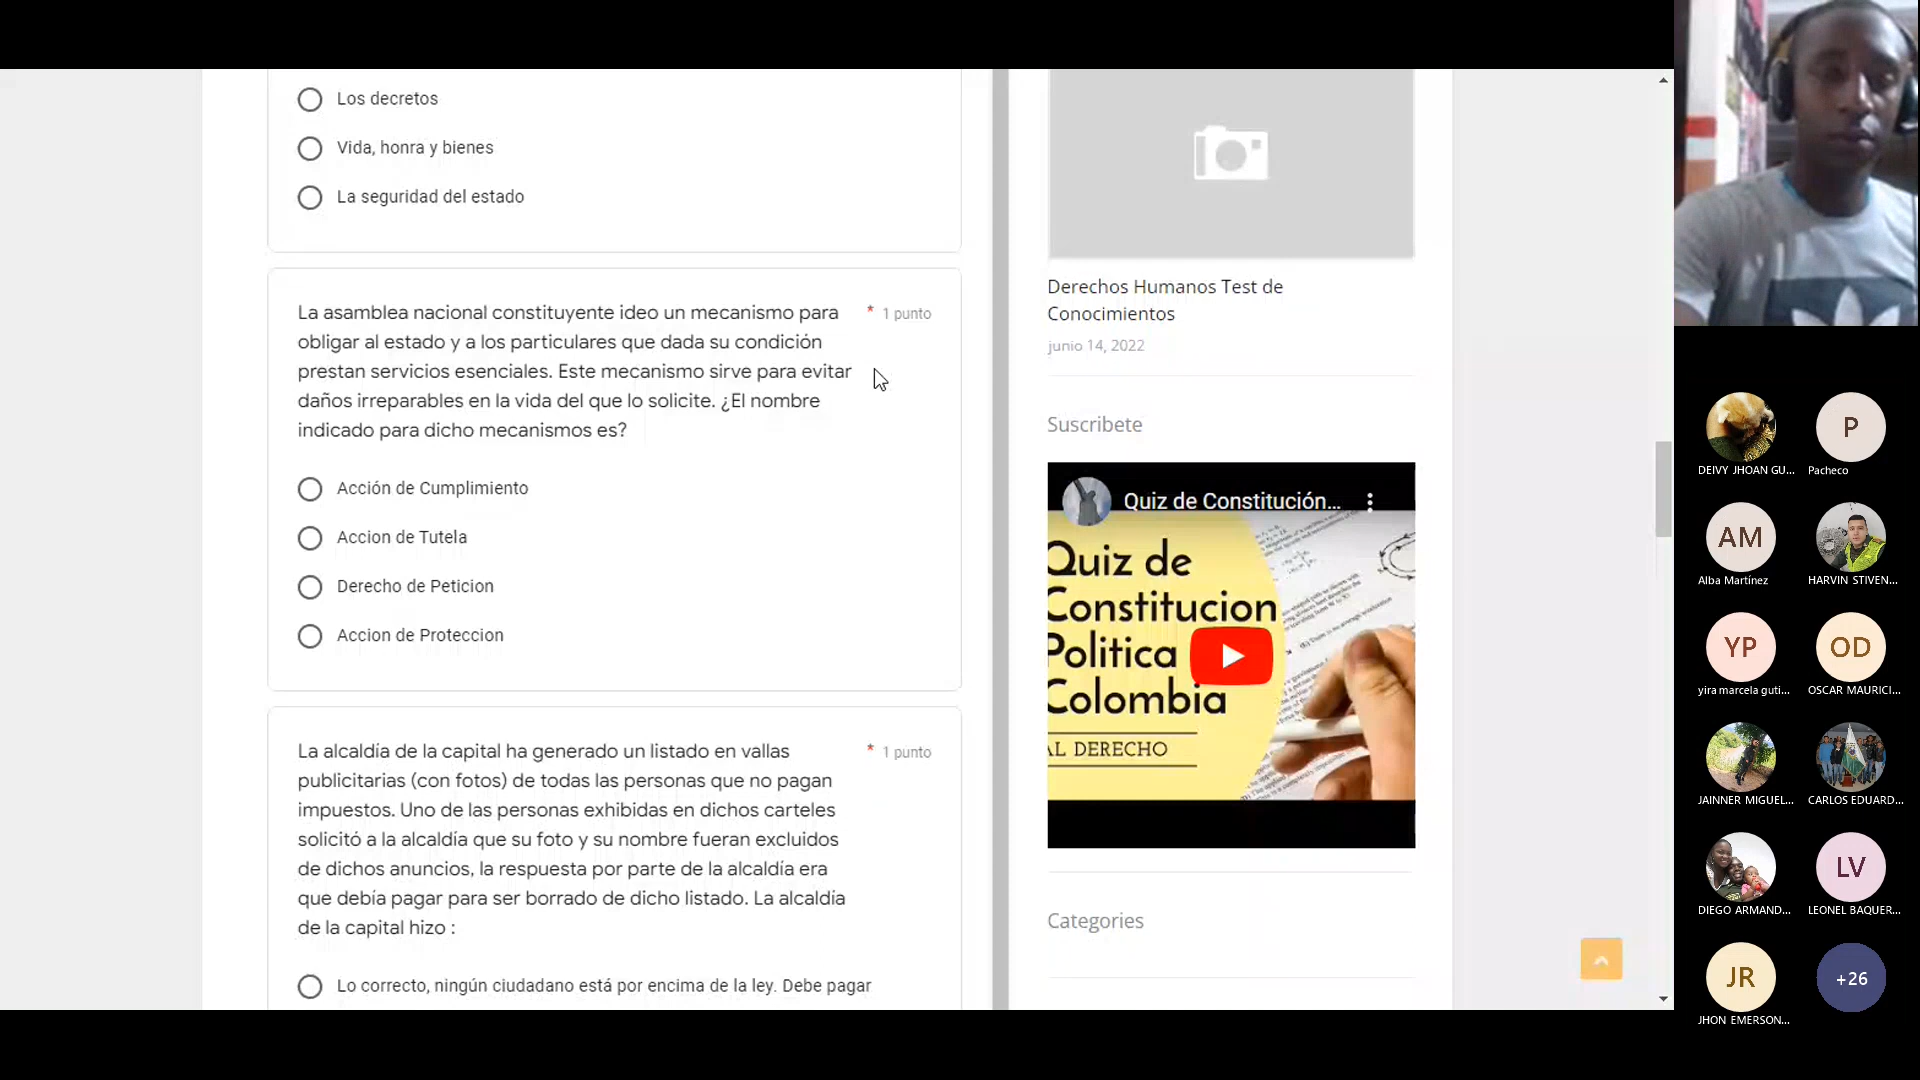 Los decretos
Vida, honra y bienes
La seguridad del estado
La asamblea nacional constituyente ideo un mecanismo para
obligar al estado y a los particulares que dada su condición
prestan servicios esenciales. Este mecanismo sirve para evitar
daños irreparables en la vida del que lo solicite. ¿El nombre
indicado para dicho mecanismos es?
* 1 punto
Acción de Cumplimiento
Accion de Tutela
Derecho de Peticion
Accion de Proteccion
La alcaldía de la capital ha generado un listado en vallas
publicitarias (con fotos) de todas las personas que no pagan
impuestos. Uno de las personas exhibidas en dichos carteles
solicitó a la alcaldía que su foto y su nombre fueran excluidos
de dichos anuncios, la respuesta por parte de la alcaldía era
que debía pagar para ser borrado de dicho listado. La alcaldía
de la capital hizo :
* 1 punto
Lo correcto, ningún ciudadano está por encima de la ley. Debe pagar
Derechos Humanos Test de
Conocimientos
junio 14, 2022
Suscribete
Quiz de Constitución...
Quiz de
Constitucion
Politica
Colombia
AL DERECHO
Categories
DEIVY JHOAN GU...
P
Pacheco
AM
Alba Martínez
HARVIN STIVEN...
YP
yira marcela guti...
OD
OSCAR MAURICI...
JAINNER MIGUEL...
CARLOS EDUARD...
DIEGO ARMAND...
LV
LEONEL BAQUER...
JR
JHON EMERSON...
+26